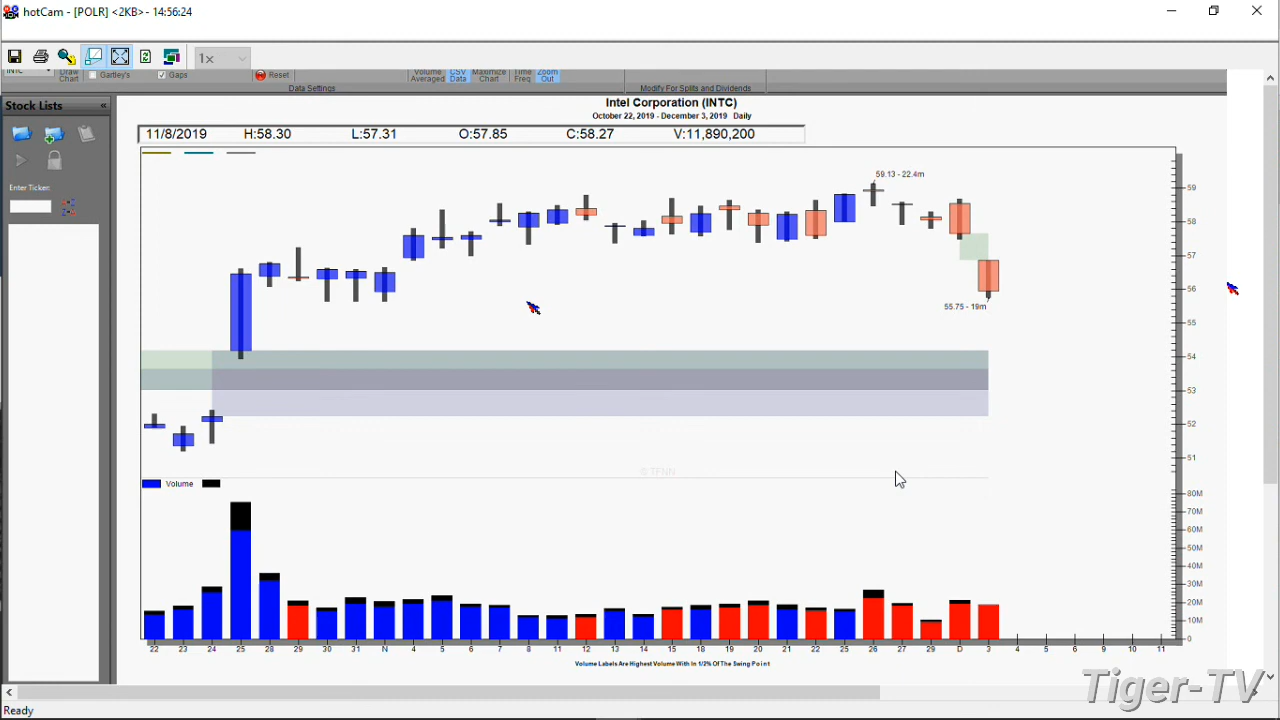 hotCam - [POLR] <2KB> - 14:56:24
1x
INTC Draw Chart Gartley's Gaps Reset Volume Averaged CSV Data Maximize Chart Time Freq Zoom Out
Data Settings Modify For Splits and Dividends
Stock Lists «
Enter Ticker:
Intel Corporation (INTC)
October 22, 2019 - December 3, 2019 Daily
11/8/2019 H:58.30 L:57.31 O:57.85 C:58.27 V:11,890,200
59.13 - 22.4m
55.75 - 19m
59
58
57
56
55
54
53
52
51
© TFNN
Volume
80M
70M
60M
50M
40M
30M
20M
10M
0
22 23 24 25 28 29 30 31 N 4 5 6 7 8 11 12 13 14 15 18 19 20 21 22 25 26 27 29 D 3 4 5 6 9 10 11
Volume Labels Are Highest Volume With In 1/2% Of The Swing Point
Tiger-TV
Ready